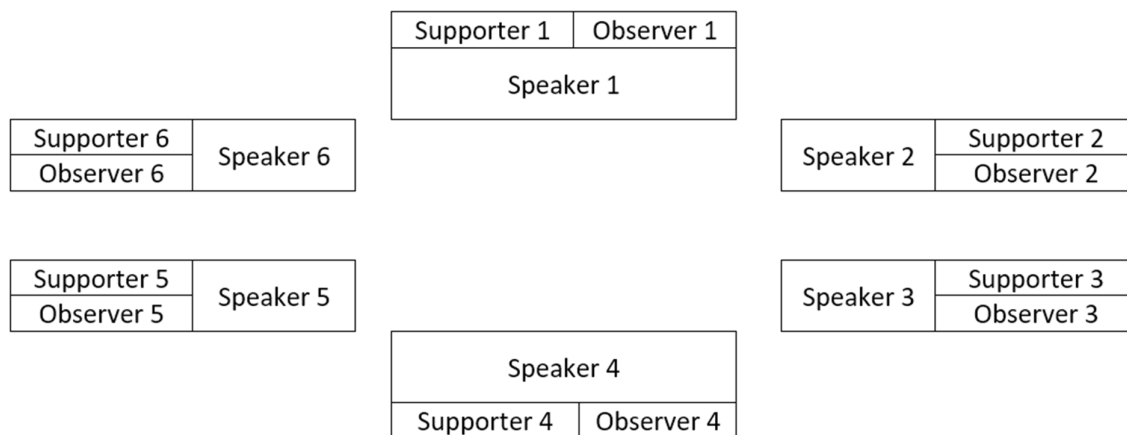 Supporter 1 Observer 1
Speaker 1
Supporter 6
Observer 6
Speaker 6
Speaker 2
Supporter 2
Observer 2
Supporter 5
Observer 5
Speaker 5
Speaker 3
Supporter 3
Observer 3
Speaker 4
Supporter 4 Observer 4